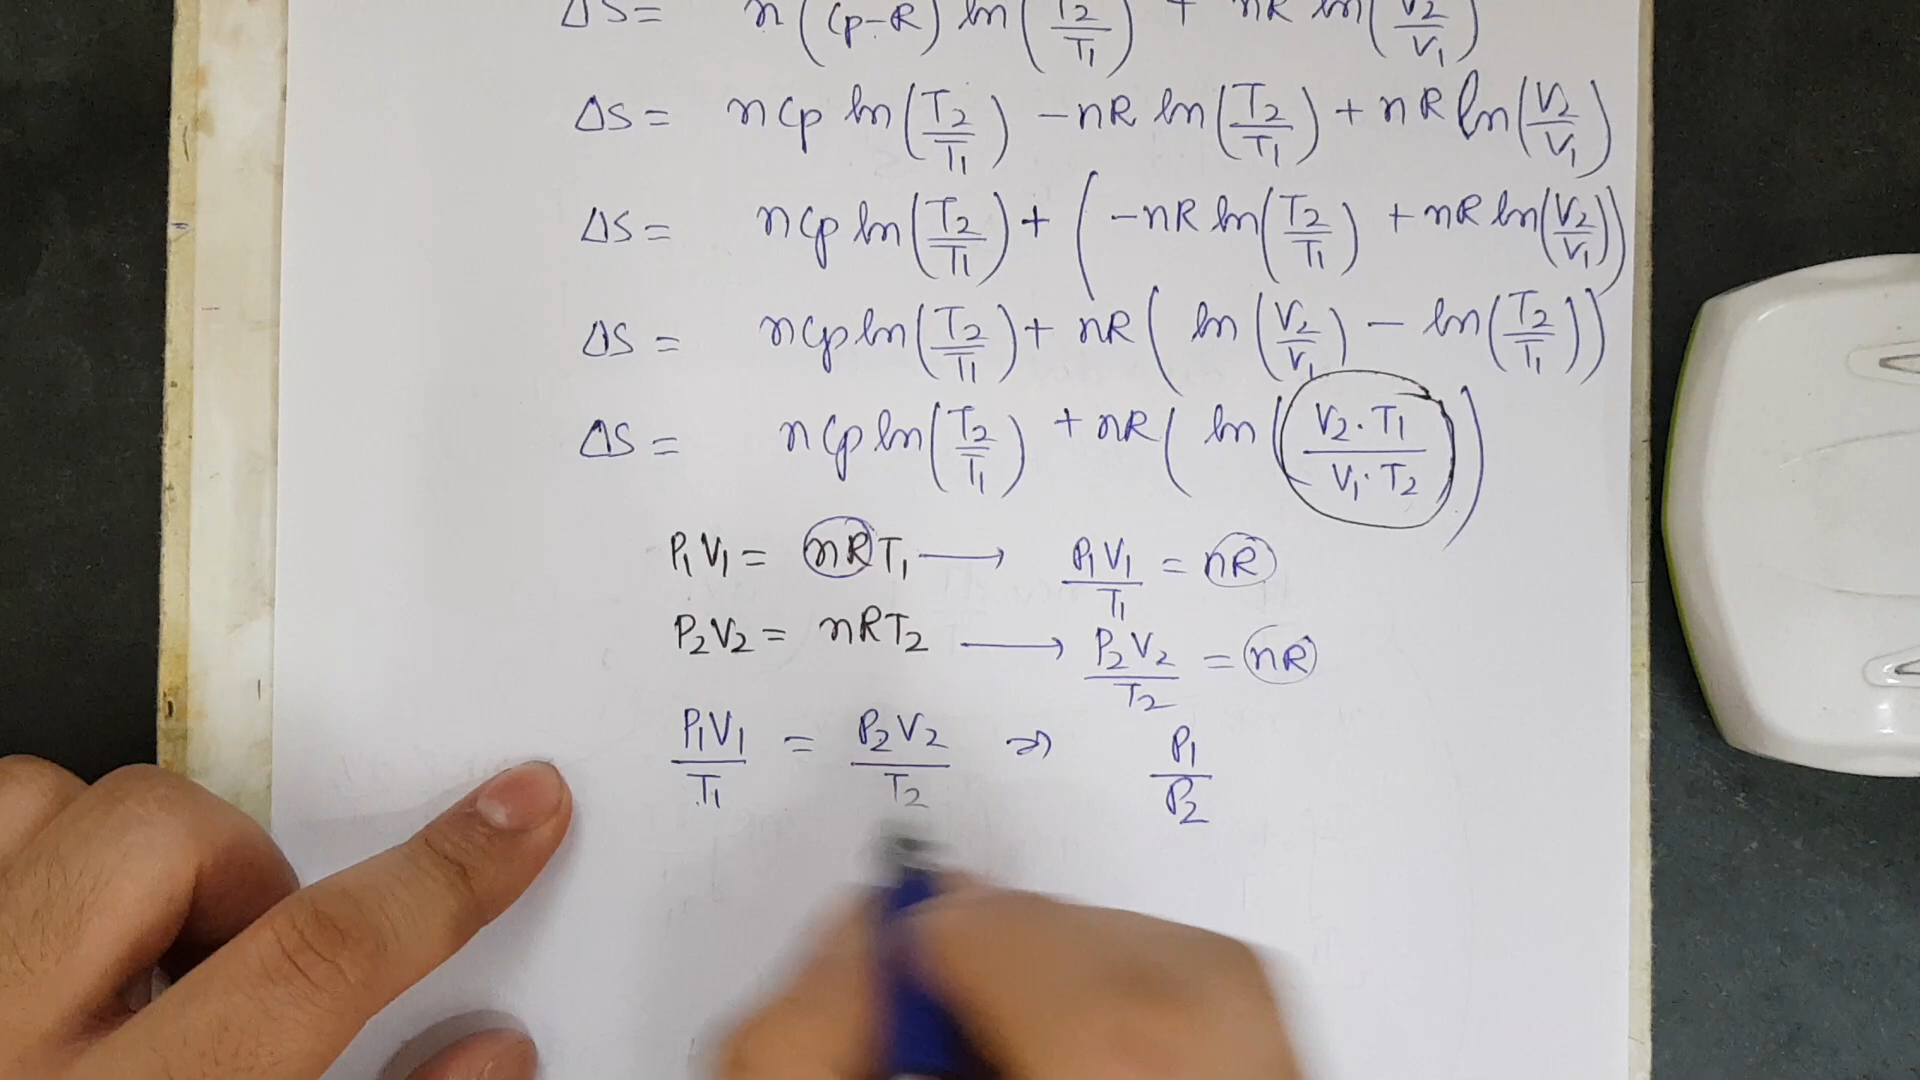 ΔS = n(Cp-R) ln(T2/T1) + nR ln(V2/V1)
ΔS = nCp ln(T2/T1) - nR ln(T2/T1) + nR ln(V2/V1)
ΔS = nCp ln(T2/T1) + (-nR ln(T2/T1) + nR ln(V2/V1))
ΔS = nCp ln(T2/T1) + nR(ln(V2/V1) - ln(T2/T1))
ΔS = nCp ln(T2/T1) + nR(ln(V2·T1/V1·T2))
P1V1 = nRT1 → P1V1/T1 = nR
P2V2 = nRT2 → P2V2/T2 = nR
P1V1/T1 = P2V2/T2 ⇒ P1/P2